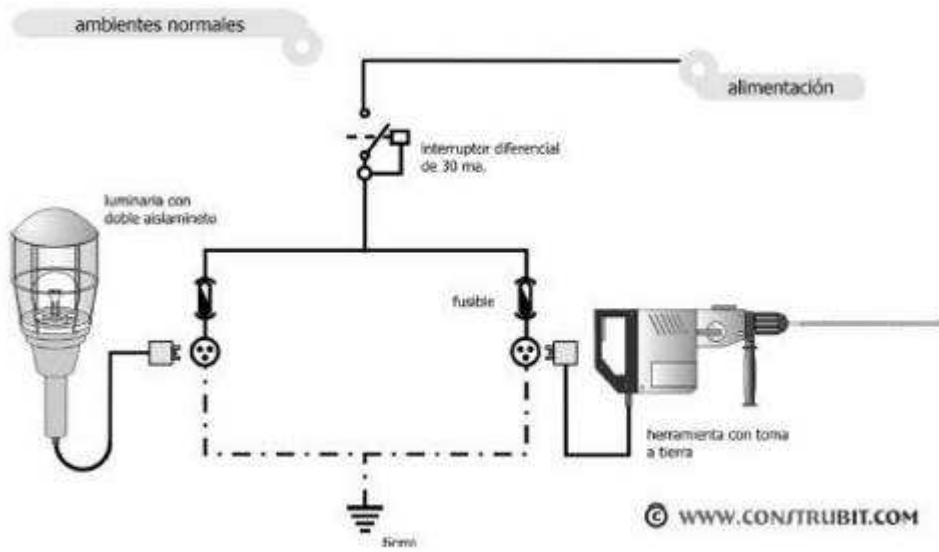 ambientes normales
alimentación
interruptor diferencial
de 30 ma.
luminaria con
doble aislamineto
fusible
herramienta con toma
a tierra
© WWW.CONSTRUBIT.COM